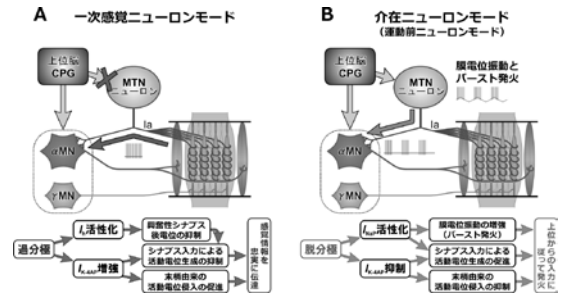 A 一次感覚ニューロンモード
上位脳
CPG
MTN
ニューロン
Ia
αMN
γMN
過分極
Ih活性化
興奮性シナプス
後電位の抑制
シナプス入力による
活動電位生成の抑制
IK-4AP増強
末梢由来の
活動電位侵入の促進
感覚情報を
忠実に伝達
B 介在ニューロンモード
(運動前ニューロンモード)
上位脳
CPG
MTN
ニューロン
膜電位振動と
バースト発火
Ia
αMN
γMN
脱分極
INaP活性化
膜電位振動の増強
(バースト発火)
シナプス入力による
活動電位生成の促進
IK-4AP抑制
末梢由来の
活動電位侵入の抑制
上位からの入力に
よって発火